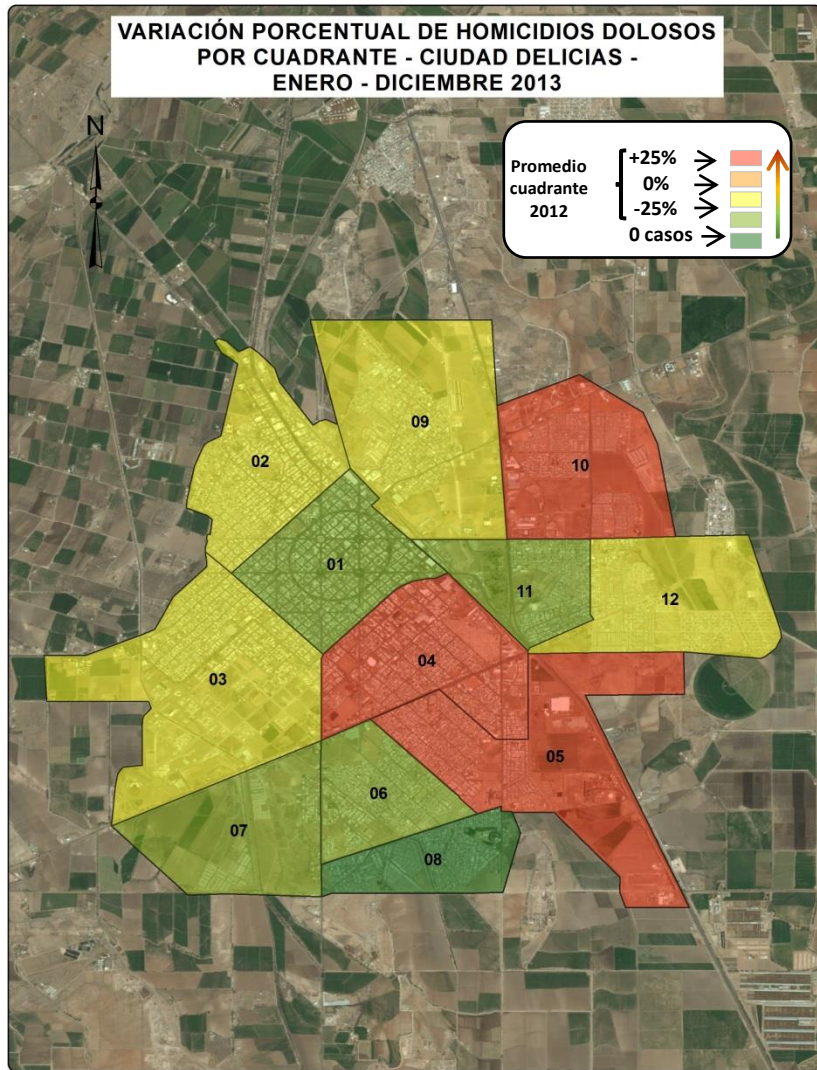 VARIACIÓN PORCENTUAL DE HOMICIDIOS DOLOSOS
POR CUADRANTE - CIUDAD DELICIAS -
ENERO - DICIEMBRE 2013
N
Promedio
cuadrante
2012
+25%
0%
-25%
0 casos
09
02
10
01
11
12
04
03
05
06
07
08